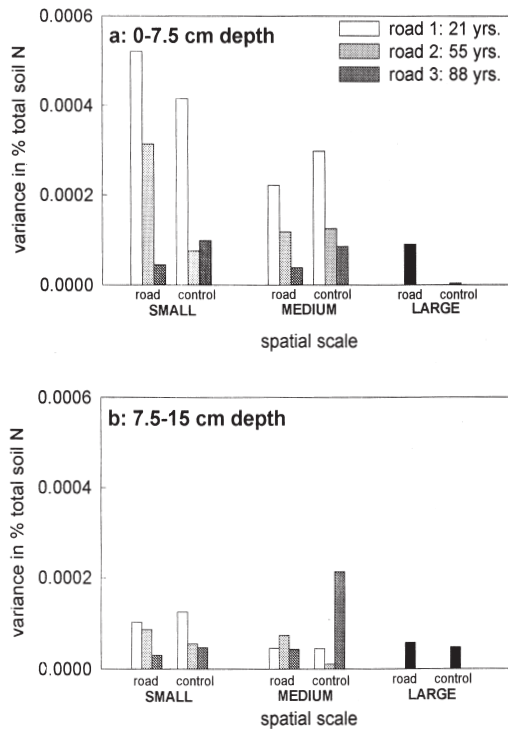 a: 0-7.5 cm depth
road 1: 21 yrs.
road 2: 55 yrs.
road 3: 88 yrs.
variance in % total soil N
0.0006
0.0004
0.0002
0.0000
road control road control road control
SMALL MEDIUM LARGE
spatial scale
b: 7.5-15 cm depth
variance in % total soil N
0.0006
0.0004
0.0002
0.0000
road control road control road control
SMALL MEDIUM LARGE
spatial scale